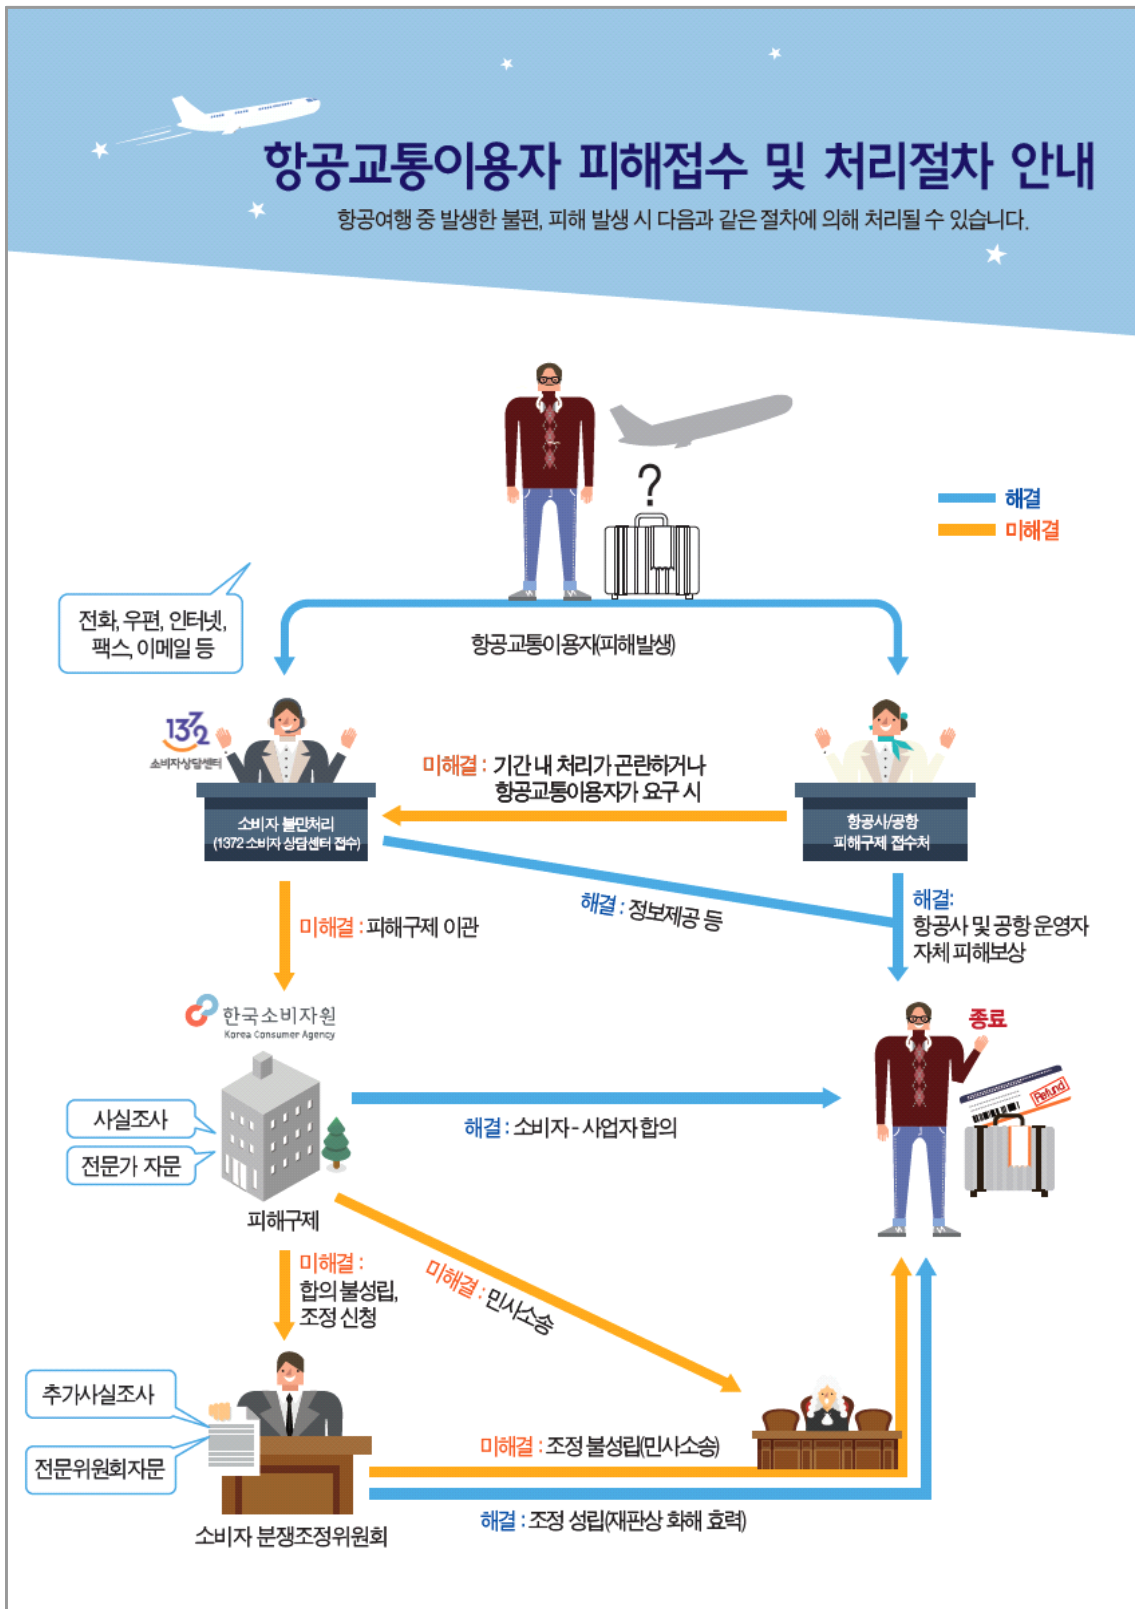 항공교통이용자 피해접수 및 처리절차 안내
항공여행 중 발생한 불편, 피해 발생 시 다음과 같은 절차에 의해 처리될 수 있습니다.
?
해결
미해결
전화, 우편, 인터넷,
팩스, 이메일 등
항공교통이용자(피해발생)
1372
소비자상담센터
미해결 : 기간 내 처리가 곤란하거나
항공교통이용자가 요구 시
소비자 불만처리
(1372 소비자 상담센터 접수)
항공사/공항
피해구제 접수처
해결 : 정보제공 등
해결:
항공사 및 공항 운영자
자체 피해보상
미해결 : 피해구제 이관
한국소비자원
Korea Consumer Agency
종료
Refund
사실조사
전문가 자문
해결 : 소비자 - 사업자 합의
피해구제
미해결 :
합의 불성립,
조정 신청
미해결 : 민사소송
추가사실조사
전문위원회자문
미해결 : 조정 불성립(민사소송)
해결 : 조정 성립(재판상 화해 효력)
소비자 분쟁조정위원회